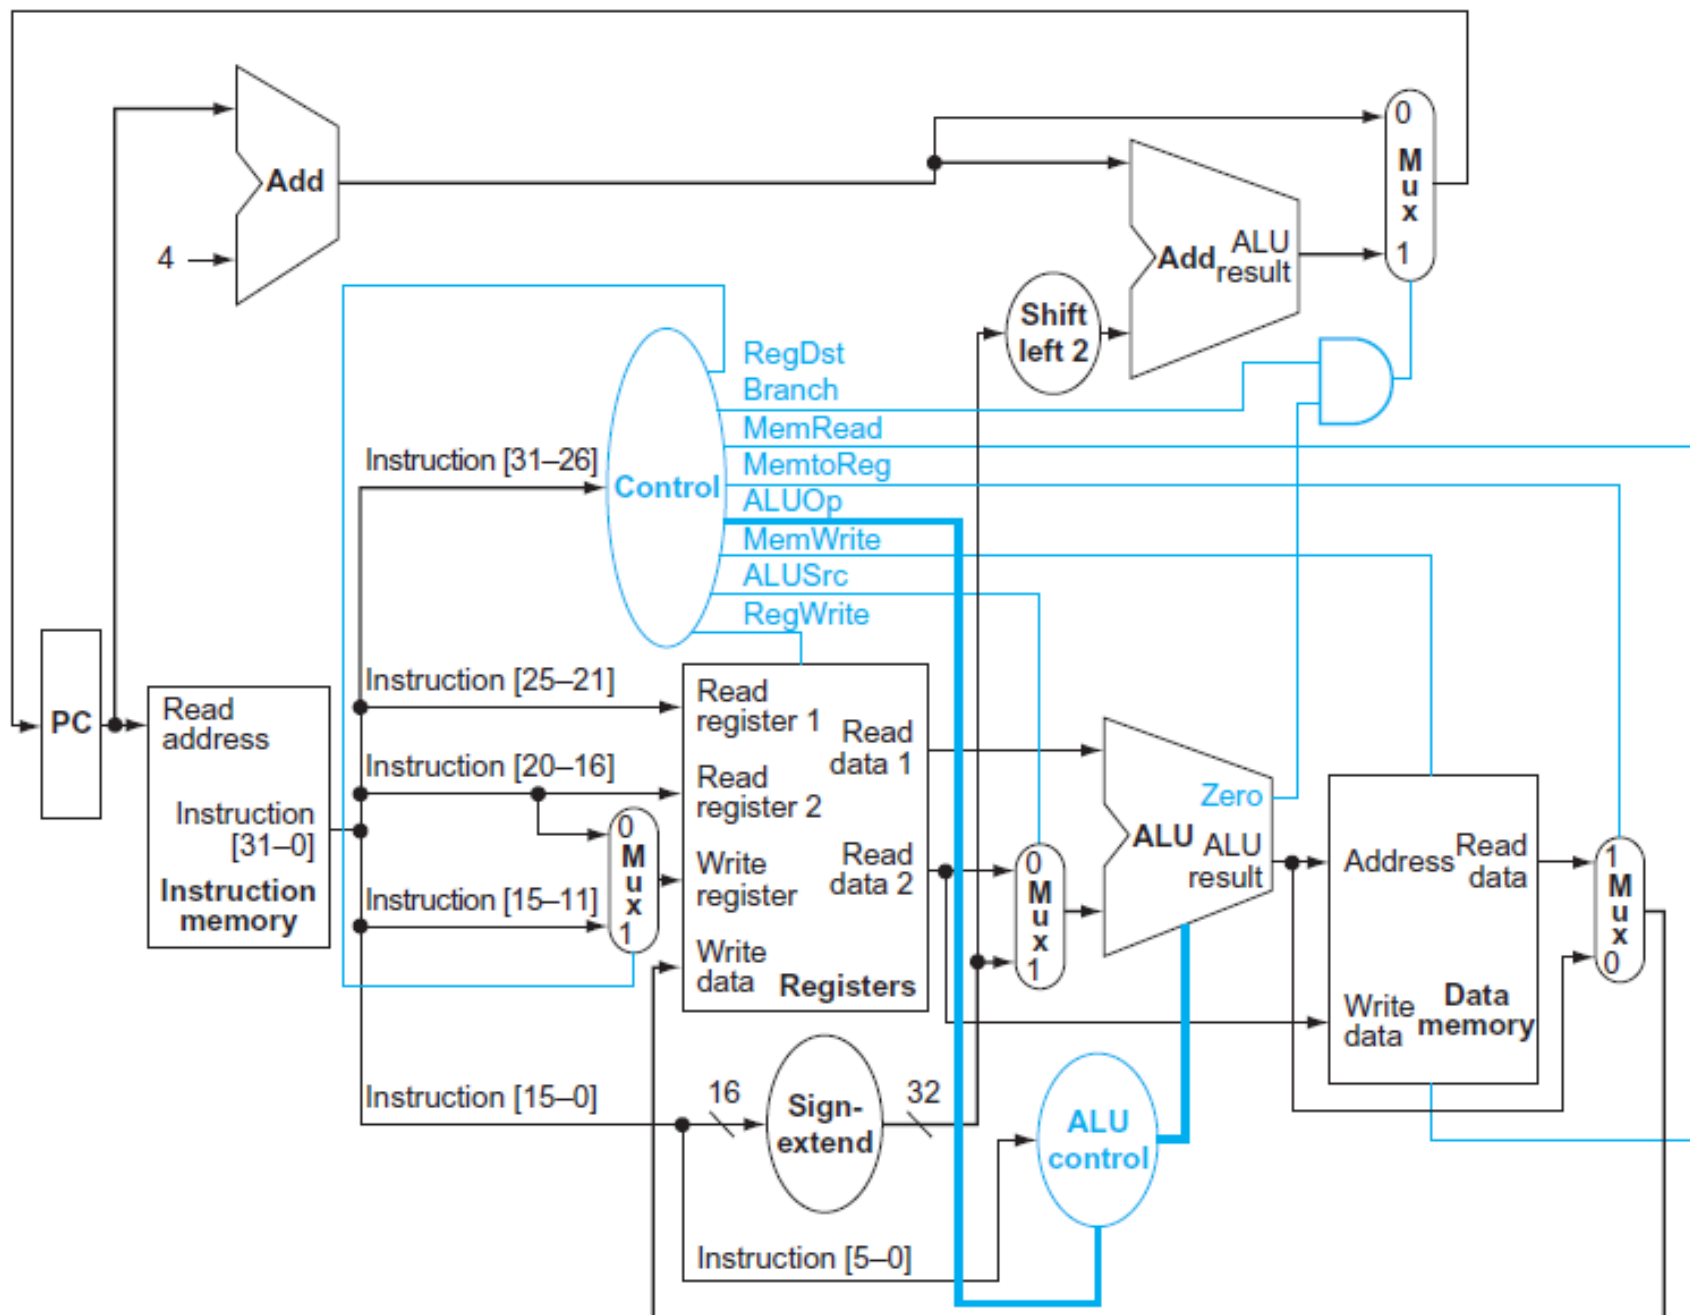 0
M
u
x
1
Add
4
Add
ALU
result
Shift
left 2
RegDst
Branch
MemRead
MemtoReg
ALUOp
MemWrite
ALUSrc
RegWrite
Control
Instruction [31–26]
Instruction [25–21]
Instruction [20–16]
Instruction [15–11]
Instruction [15–0]
Instruction [5–0]
PC
Read
address
Instruction
[31–0]
Instruction
memory
0
M
u
x
1
Read
register 1
Read
register 2
Write
register
Write
data
Read
data 1
Read
data 2
Registers
0
M
u
x
1
Zero
ALU
ALU
result
Address
Read
data
Write
data
Data
memory
1
M
u
x
0
16
Sign-
extend
32
ALU
control